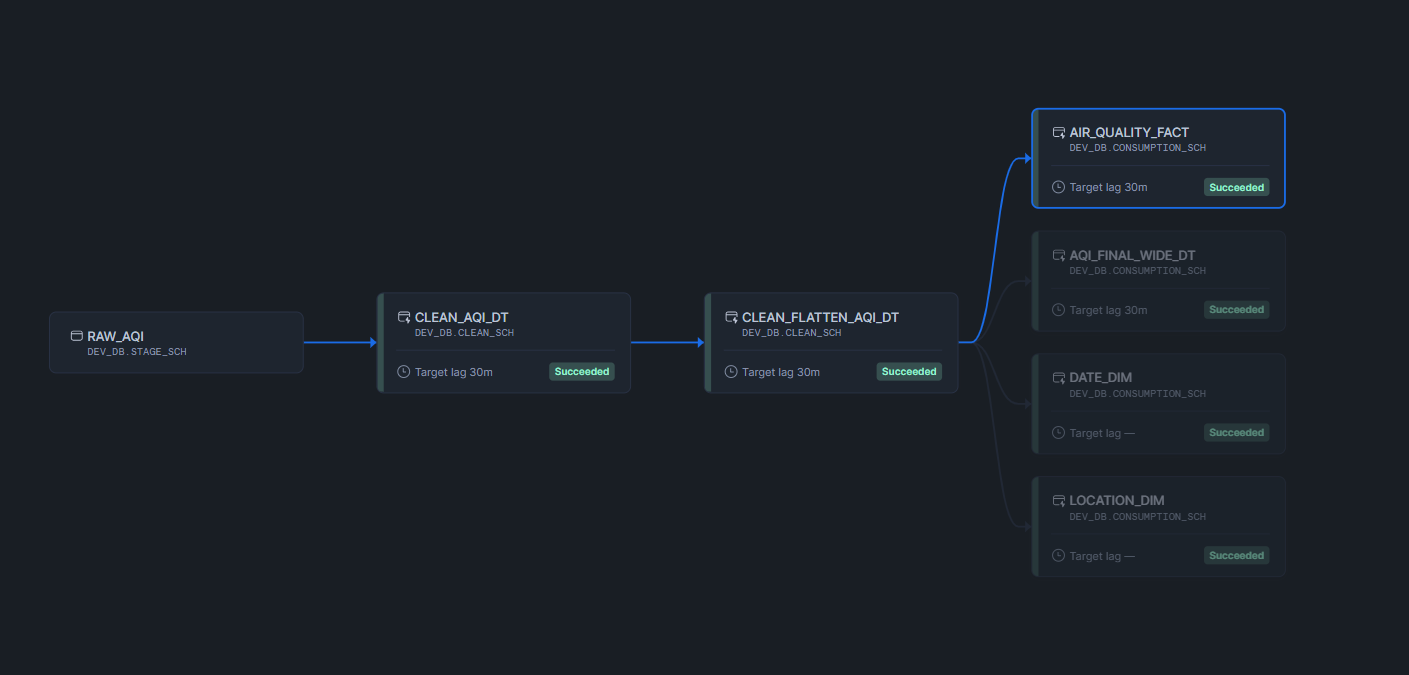 RAW_AQI
DEV_DB.STAGE_SCH
CLEAN_AQI_DT
DEV_DB.CLEAN_SCH
Target lag 30m
Succeeded
CLEAN_FLATTEN_AQI_DT
DEV_DB.CLEAN_SCH
Target lag 30m
Succeeded
AIR_QUALITY_FACT
DEV_DB.CONSUMPTION_SCH
Target lag 30m
Succeeded
AQI_FINAL_WIDE_DT
DEV_DB.CONSUMPTION_SCH
Target lag 30m
Succeeded
DATE_DIM
DEV_DB.CONSUMPTION_SCH
Target lag —
Succeeded
LOCATION_DIM
DEV_DB.CONSUMPTION_SCH
Target lag —
Succeeded